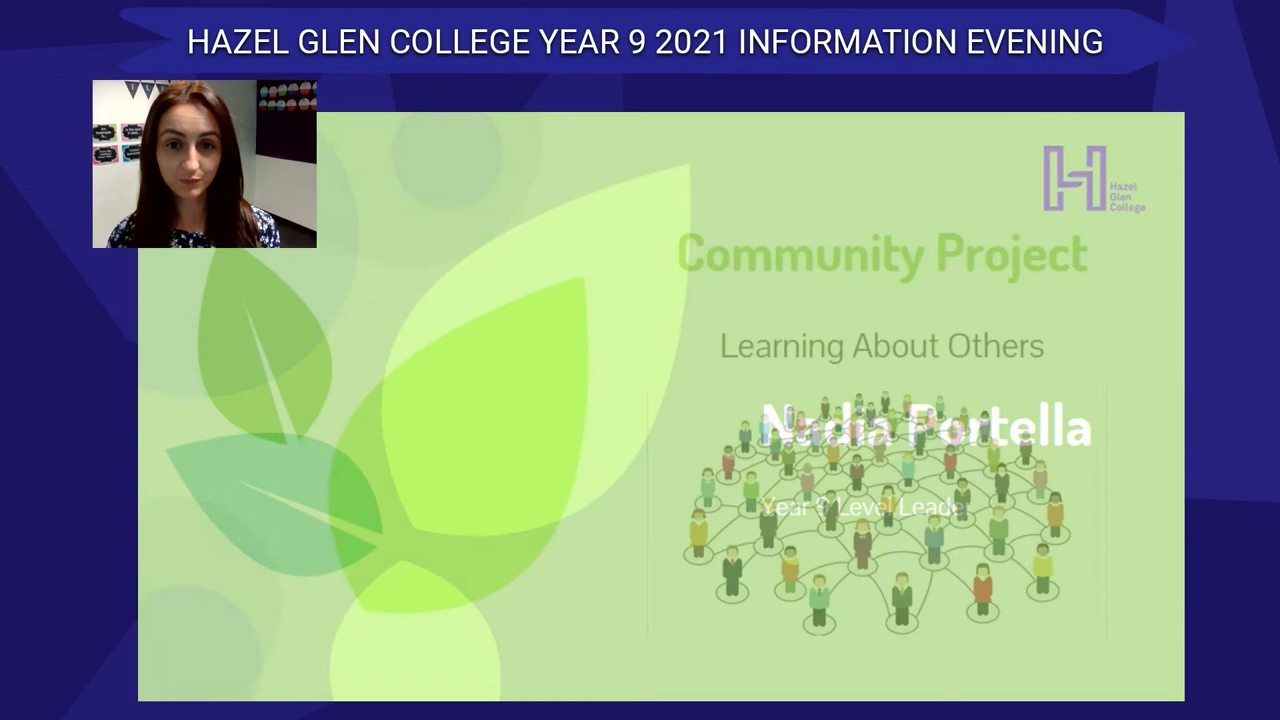 HAZEL GLEN COLLEGE YEAR 9 2021 INFORMATION EVENING
Hazel
Glen
College
Community Project
Learning About Others
Nadia Portella
Year 9 Level Leader